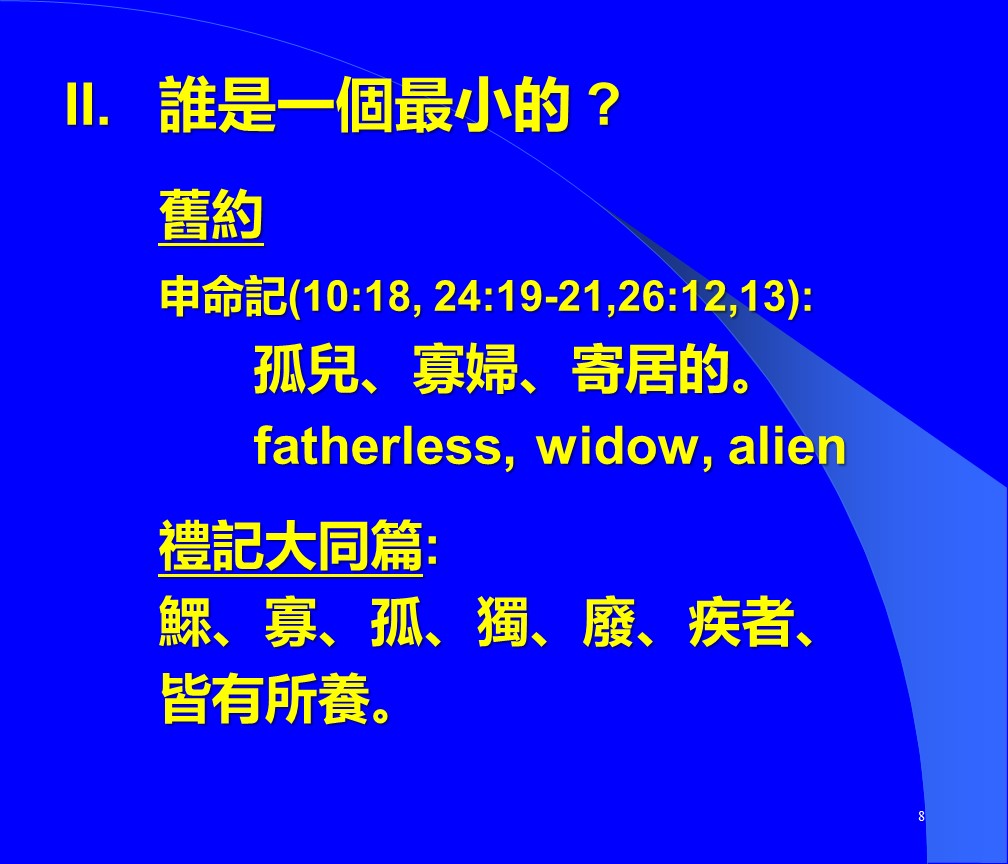 II. 誰是一個最小的？
舊約
申命記(10:18, 24:19-21,26:12,13):
孤兒、寡婦、寄居的。
fatherless, widow, alien
禮記大同篇:
鰥、寡、孤、獨、廢、疾者、
皆有所養。
8